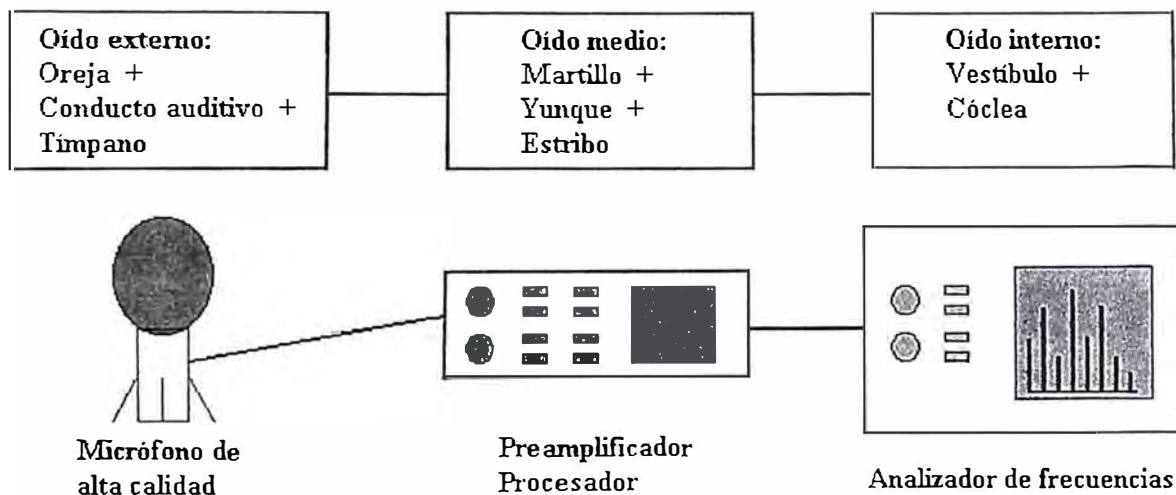 Oído externo:
Oreja +
Conducto auditivo +
Tímpano
Oído medio:
Martillo +
Yunque +
Estribo
Oído interno:
Vestíbulo +
Cóclea
Micrófono de
alta calidad
Preamplificador
Procesador
Analizador de frecuencias